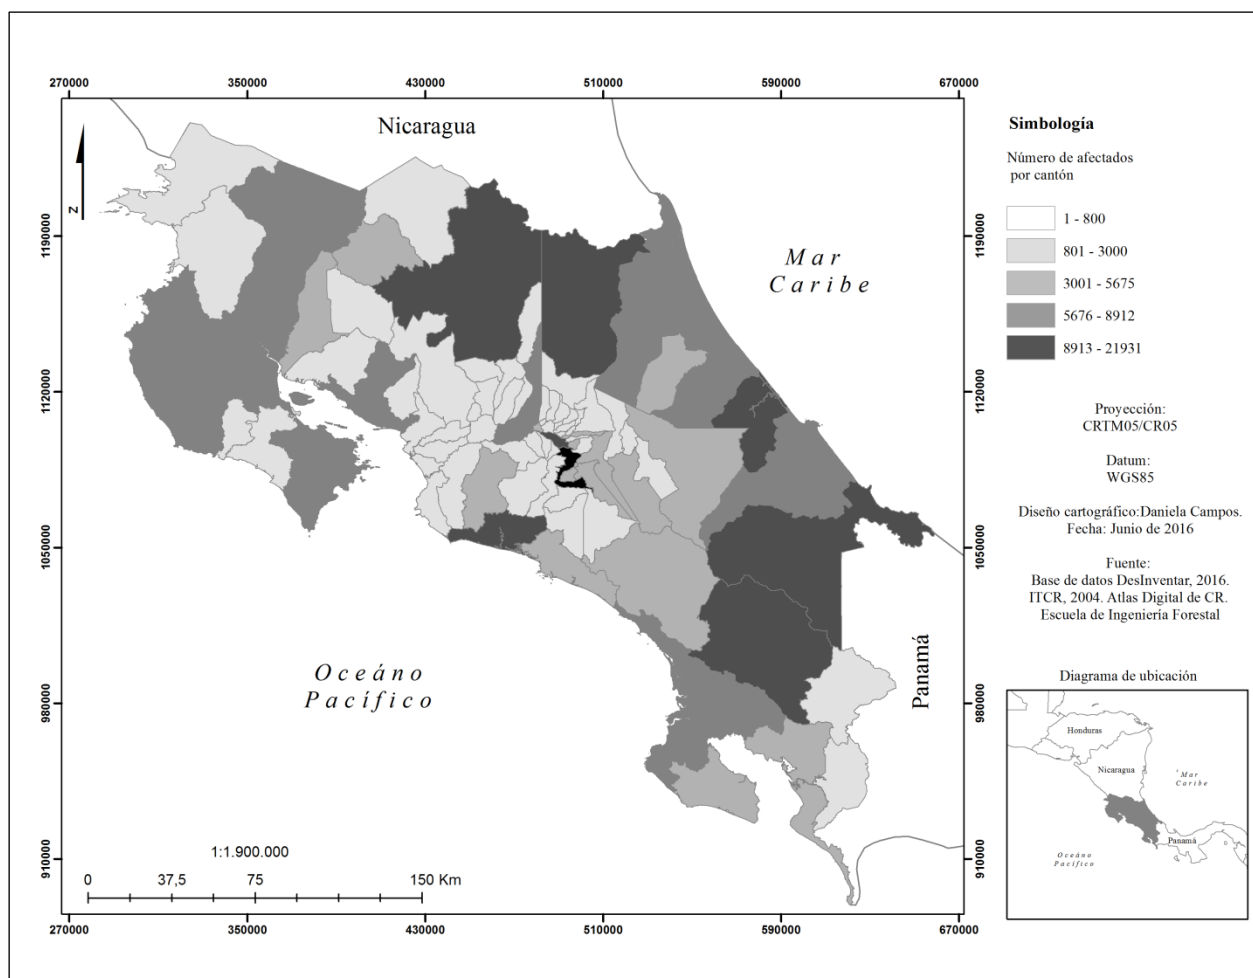 270000
350000
430000
510000
590000
670000
Nicaragua
Z
1190000
1120000
1050000
980000
910000
1190000
1120000
1050000
980000
910000
Mar
Caribe
Oceáno
Pacífico
Panamá
1:1.900.000
0
37,5
75
150 Km
270000
350000
430000
510000
590000
670000
Simbología
Número de afectados
por cantón
1 - 800
801 - 3000
3001 - 5675
5676 - 8912
8913 - 21931
Proyección:
CRTM05/CR05
Datum:
WGS85
Diseño cartográfico:Daniela Campos.
Fecha: Junio de 2016
Fuente:
Base de datos DesInventar, 2016.
ITCR, 2004. Atlas Digital de CR.
Escuela de Ingeniería Forestal
Diagrama de ubicación
Honduras
Nicaragua
Mar
Caribe
Panamá
Oceáno
Pacífico